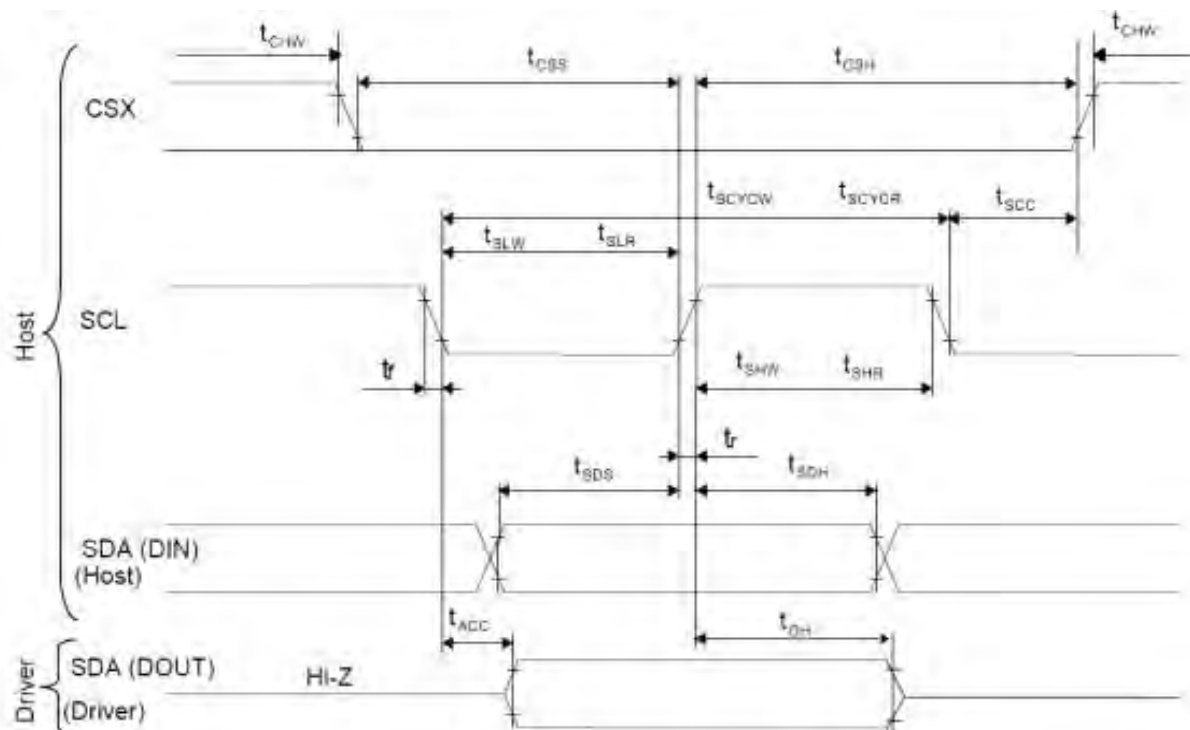 tCHW
tCHW
tCSS
tCSH
CSX
tSCYCW
tSCYCR
tSCC
tSLW
tSLR
Host
SCL
tf
tSHW
tSHR
tr
tSDS
tSDH
SDA (DIN)
(Host)
tACC
tOH
Driver
SDA (DOUT)
HI-Z
(Driver)